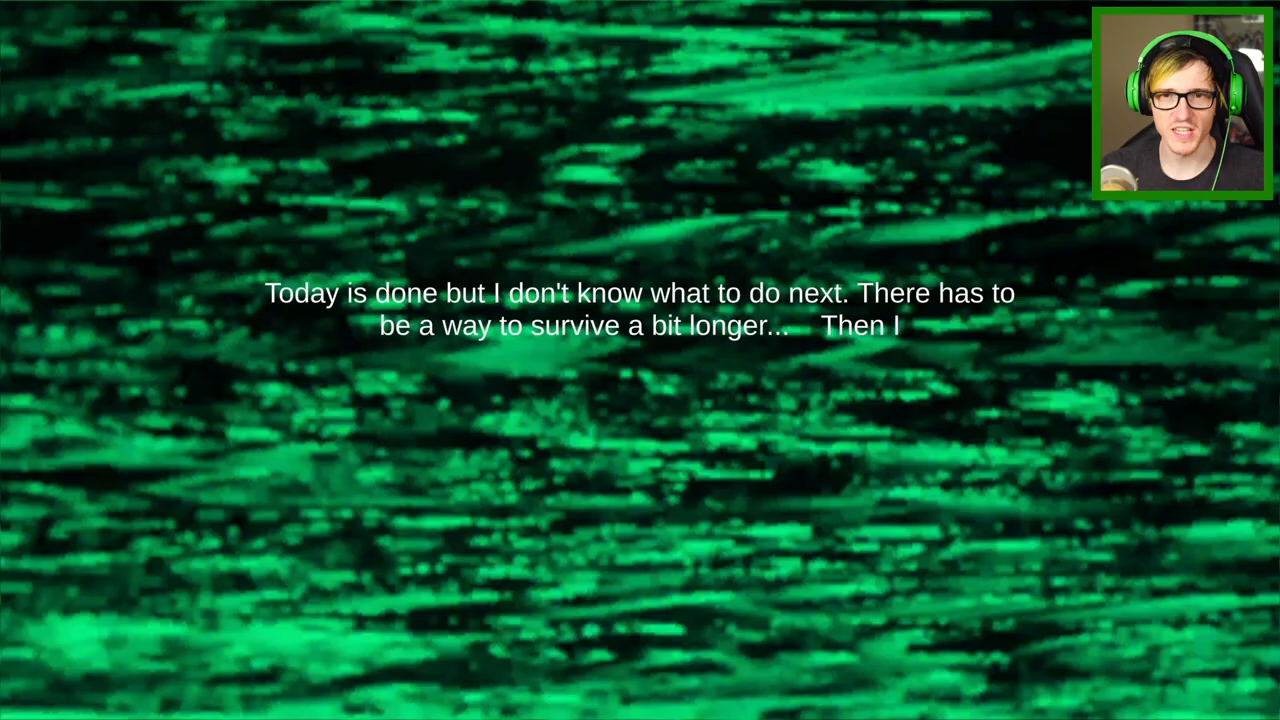 Today is done but I don't know what to do next. There has to
be a way to survive a bit longer... Then I